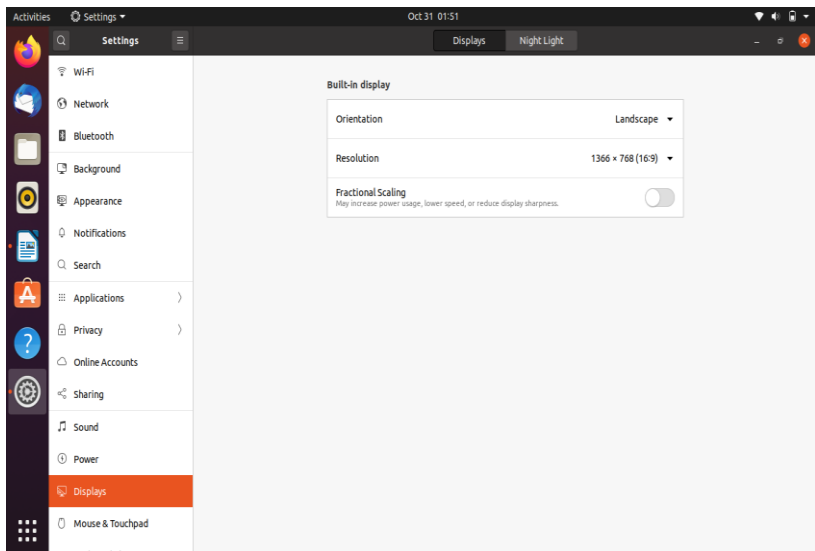 Activities
Settings
Oct 31 01:51
Settings
Displays
Night Light
Wi-Fi
Network
Bluetooth
Background
Appearance
Notifications
Search
Applications
Privacy
Online Accounts
Sharing
Sound
Power
Displays
Mouse & Touchpad
Built-in display
Orientation
Landscape
Resolution
1366 × 768 (16:9)
Fractional Scaling
May increase power usage, lower speed, or reduce display sharpness.